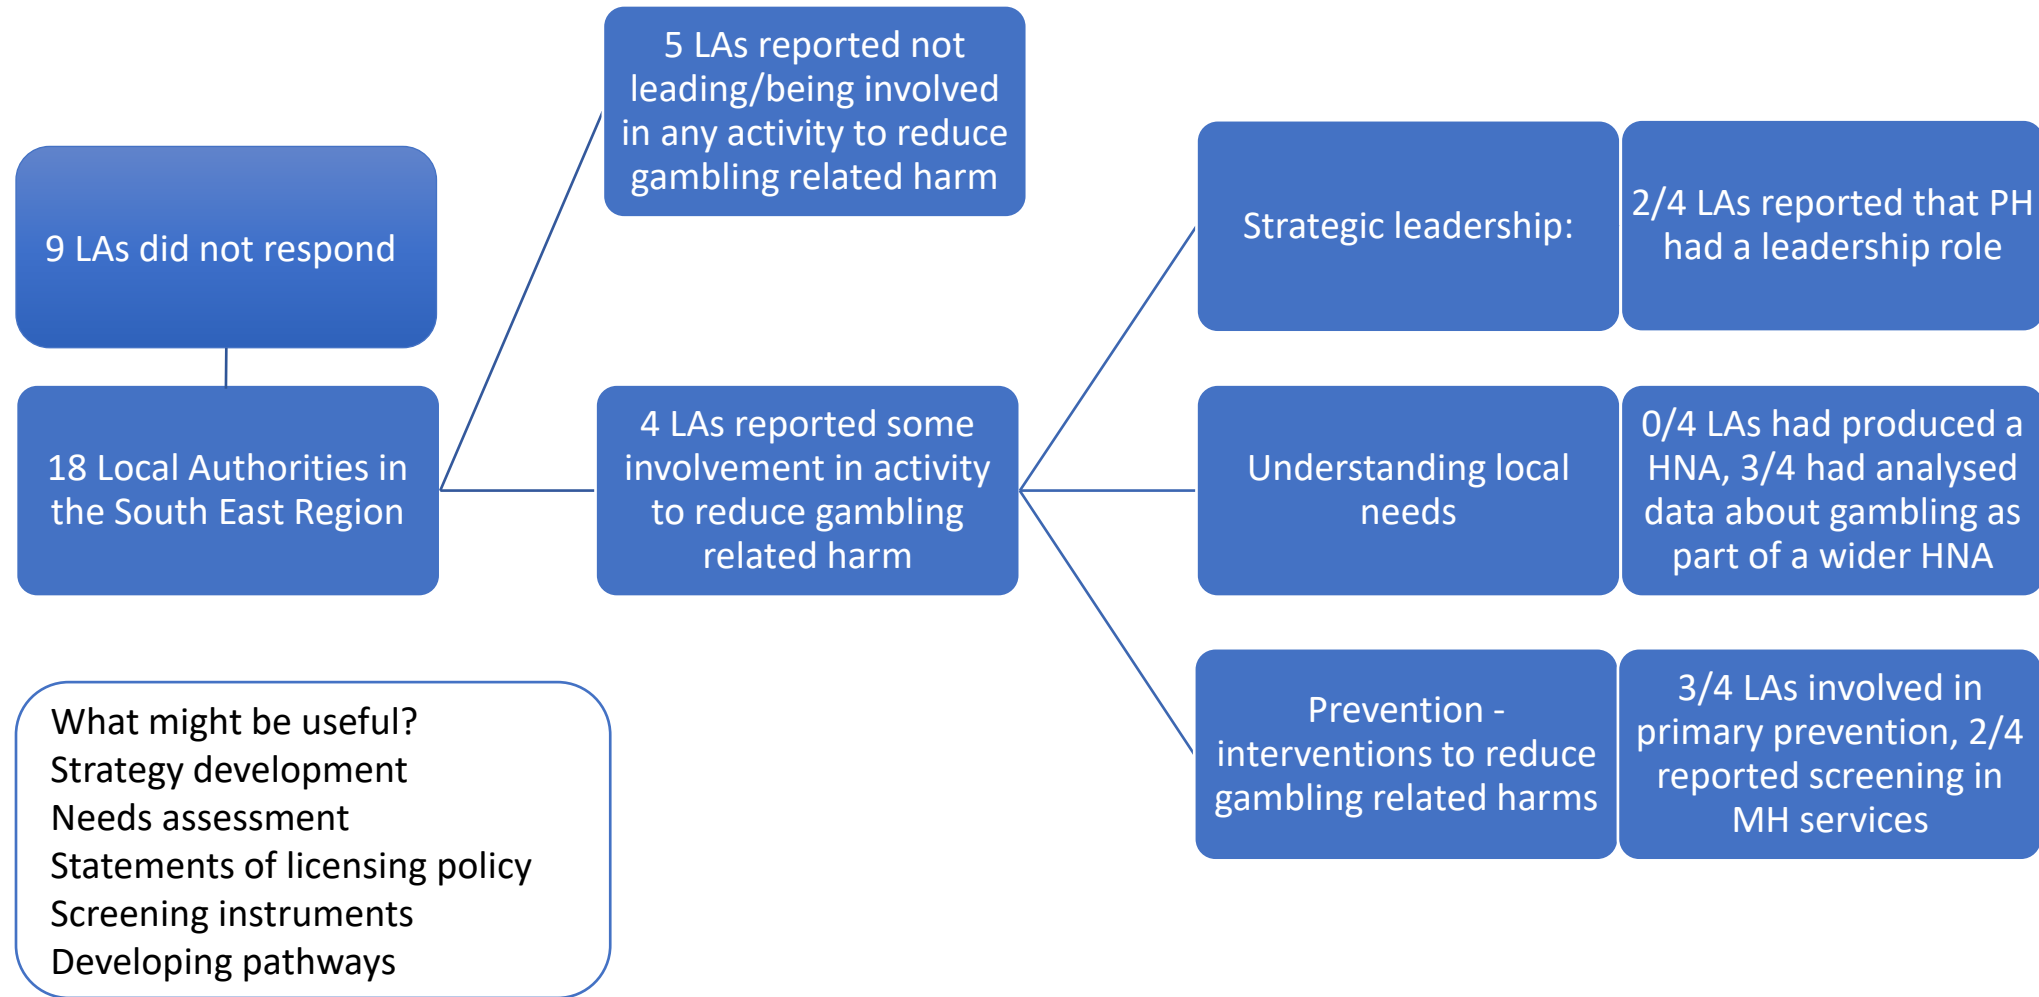 9 LAs did not respond
18 Local Authorities in
the South East Region
5 LAs reported not
leading/being involved
in any activity to reduce
gambling related harm
4 LAs reported some
involvement in activity
to reduce gambling
related harm
Strategic leadership:
2/4 LAs reported that PH
had a leadership role
Understanding local
needs
0/4 LAs had produced a
HNA, 3/4 had analysed
data about gambling as
part of a wider HNA
Prevention -
interventions to reduce
gambling related harms
3/4 LAs involved in
primary prevention, 2/4
reported screening in
MH services
What might be useful?
Strategy development
Needs assessment
Statements of licensing policy
Screening instruments
Developing pathways